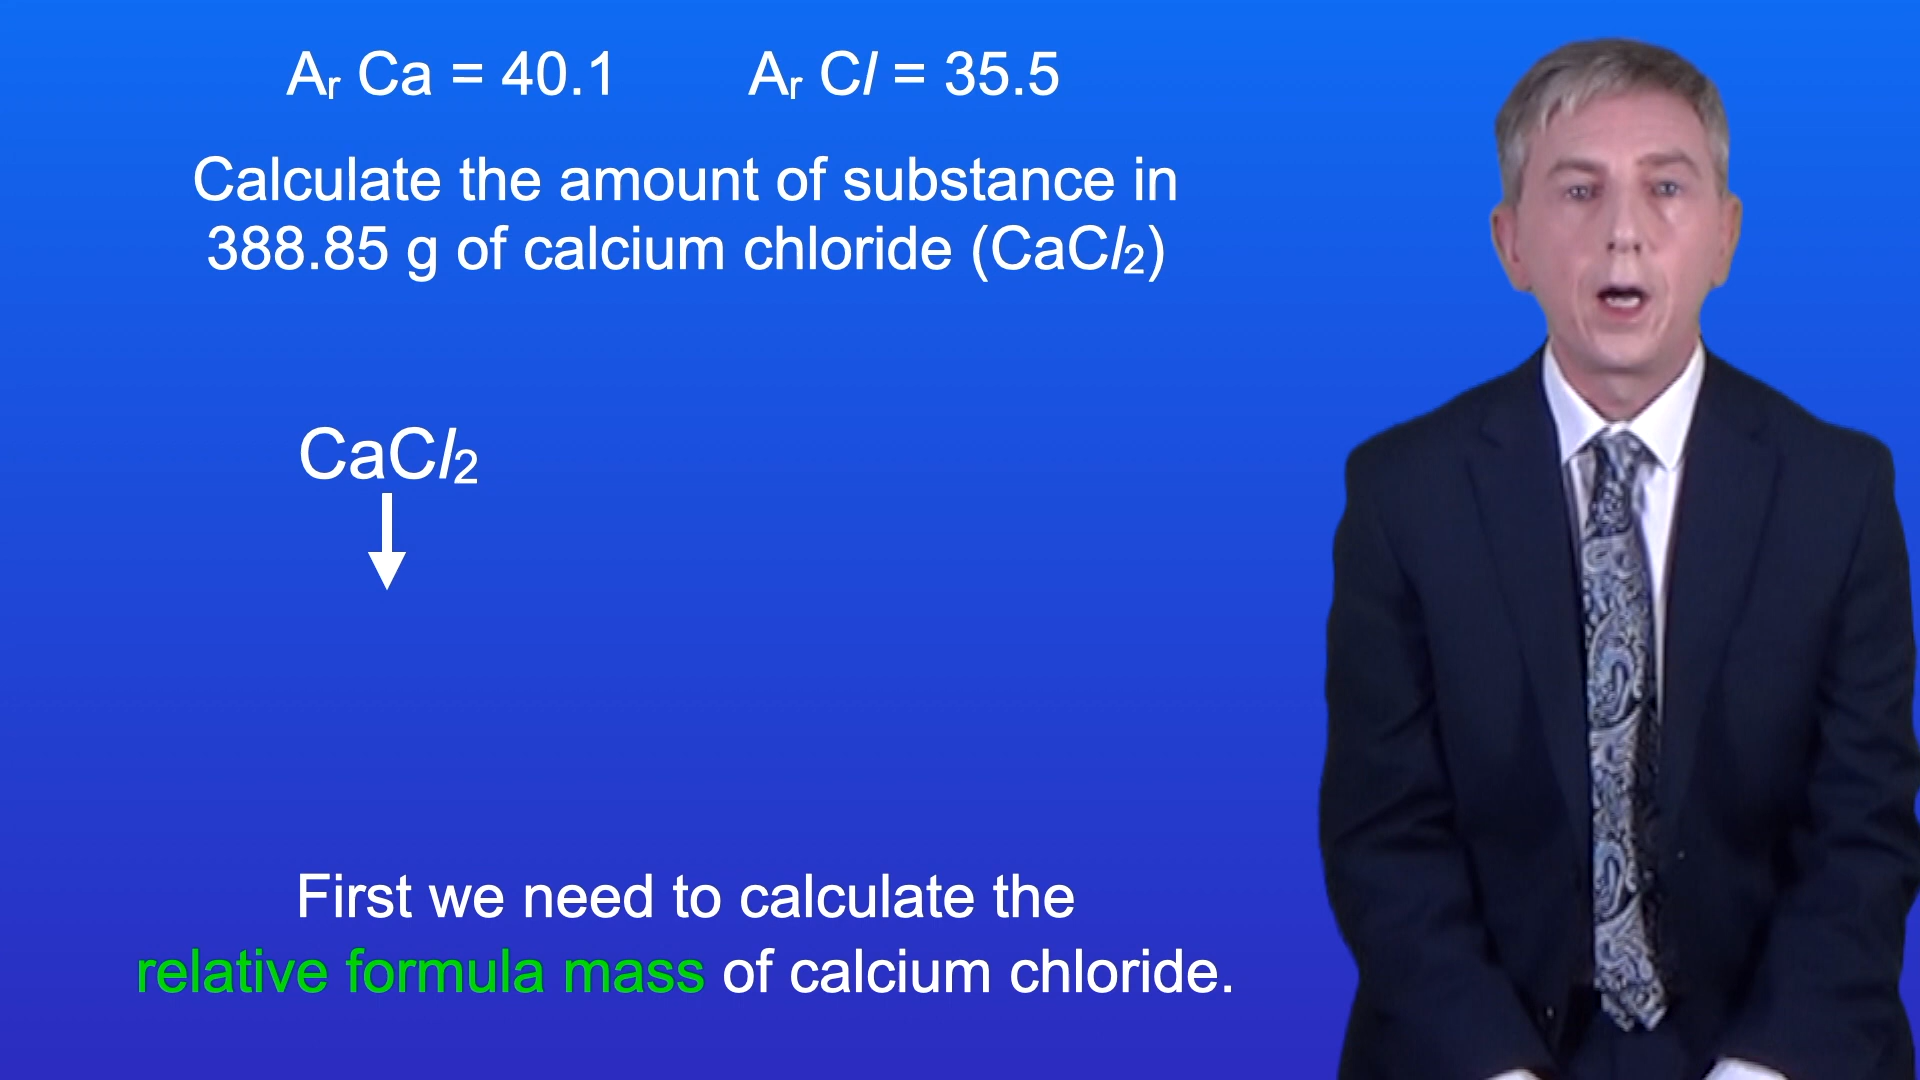 Ar Ca = 40.1 Ar Cl = 35.5
Calculate the amount of substance in
388.85 g of calcium chloride (CaCl2)
CaCl2
First we need to calculate the
relative formula mass of calcium chloride.